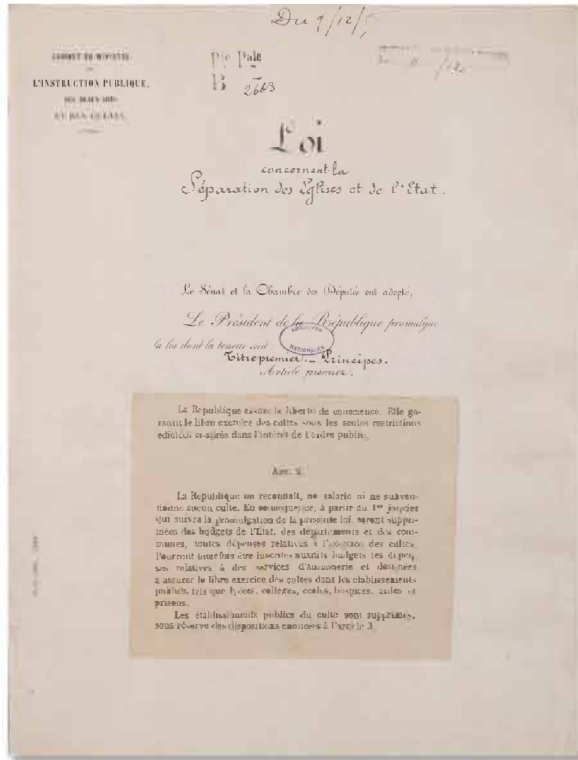 Du 9/12/
CABINET DU MINISTRE
L'INSTRUCTION PUBLIQUE,
DES BEAUX-ARTS
ET DES CULTES
B 2663
Loi
concernant la
Séparation des Eglises et de l'Etat.
Le Sénat et la Chambre des Députés ont adopté,
Le Président de la République promulgue
la loi dont la teneur suit :
ARCHIVES
NATIONALES
Titre premier. _ Principes.
Article premier.
La République assure la liberté de conscience. Elle ga-
rantit le libre exercice des cultes sous les seules restrictions
édictées ci-après dans l'intérêt de l'ordre public.
Art. 2.
La République ne reconnaît, ne salarie ni ne subven-
tionne aucun culte. En conséquence, à partir du 1er janvier
qui suivra la promulgation de la présente loi, seront suppri-
mées des budgets de l'Etat, des départements et des com-
munes, toutes dépenses relatives à l'exercice des cultes.
Pourront toutefois être inscrites auxdits budgets les dépen-
ses relatives à des services d'aumônerie et destinées
à assurer le libre exercice des cultes dans les établissements
publics, tels que lycées, collèges, écoles, hospices, asiles et
prisons.
Les établissements publics du culte sont supprimés,
sous réserve des dispositions énoncées à l'article 3.